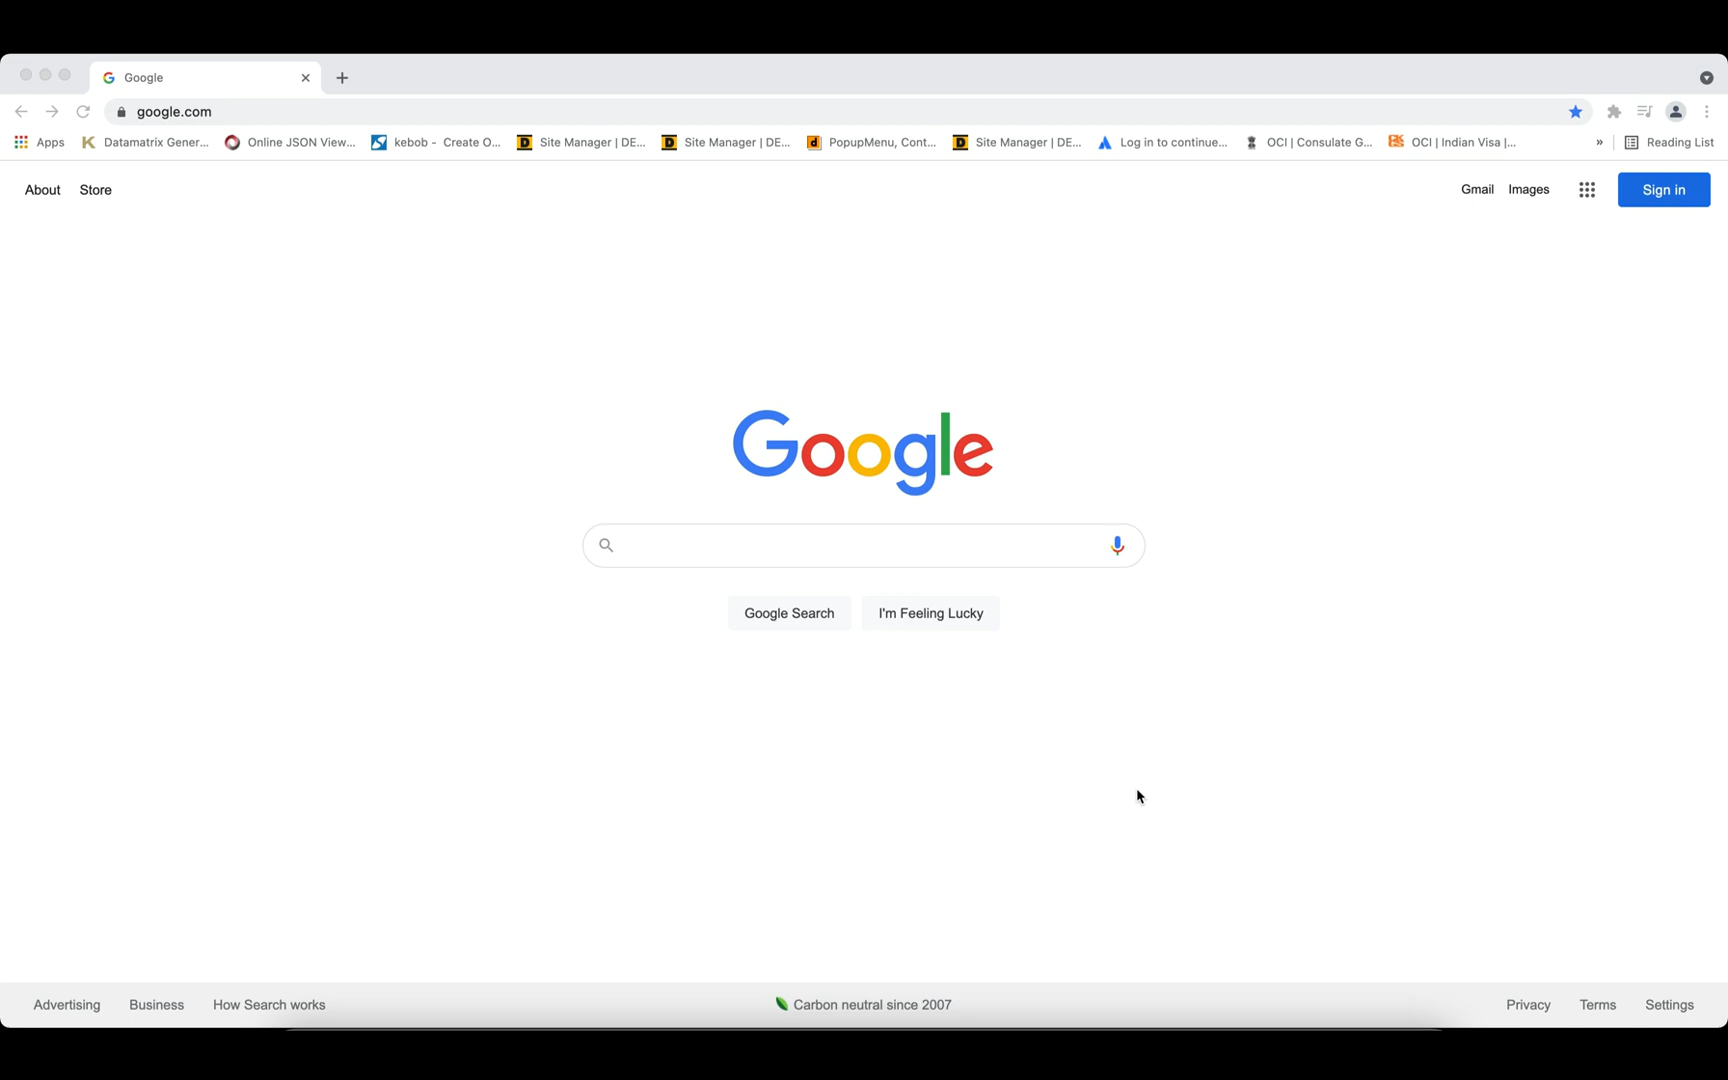 Google
google.com
Apps Datamatrix Gener... Online JSON View... kebob - Create O... Site Manager | DE... Site Manager | DE... PopupMenu, Cont... Site Manager | DE... Log in to continue... OCI | Consulate G... OCI | Indian Visa |... » Reading List
About Store Gmail Images Sign in
Google
Google Search I'm Feeling Lucky
Advertising Business How Search works Carbon neutral since 2007 Privacy Terms Settings